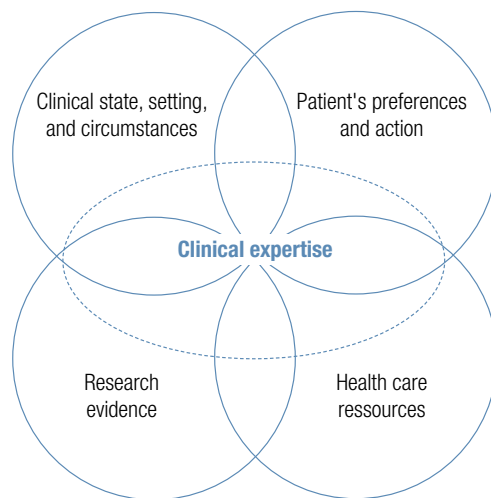 Clinical state, setting,
and circumstances
Patient's preferences
and action
Clinical expertise
Research
evidence
Health care
ressources